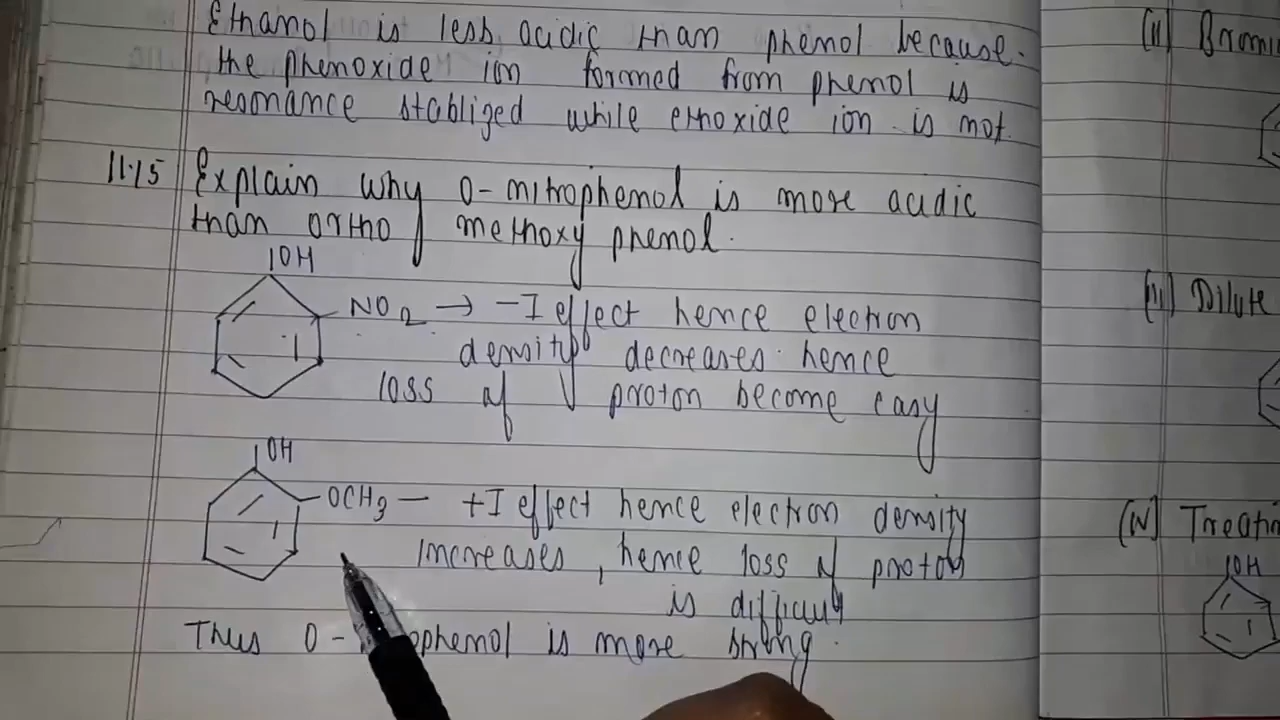 Ethanol is less acidic than phenol because
the phenoxide ion formed from phenol is
resonance stablized while ethoxide ion is not
11.15 Explain why O-nitrophenol is more acidic
than ortho methoxy phenol.
OH
NO2 → -I effect hence electron
density decreases hence
loss of proton become easy
OH
OCH3 — +I effect hence electron density
increases, hence loss of proton
is difficult
Thus O- ophenol is more strong.
(II)
(III) Dilute
(IV)
OH